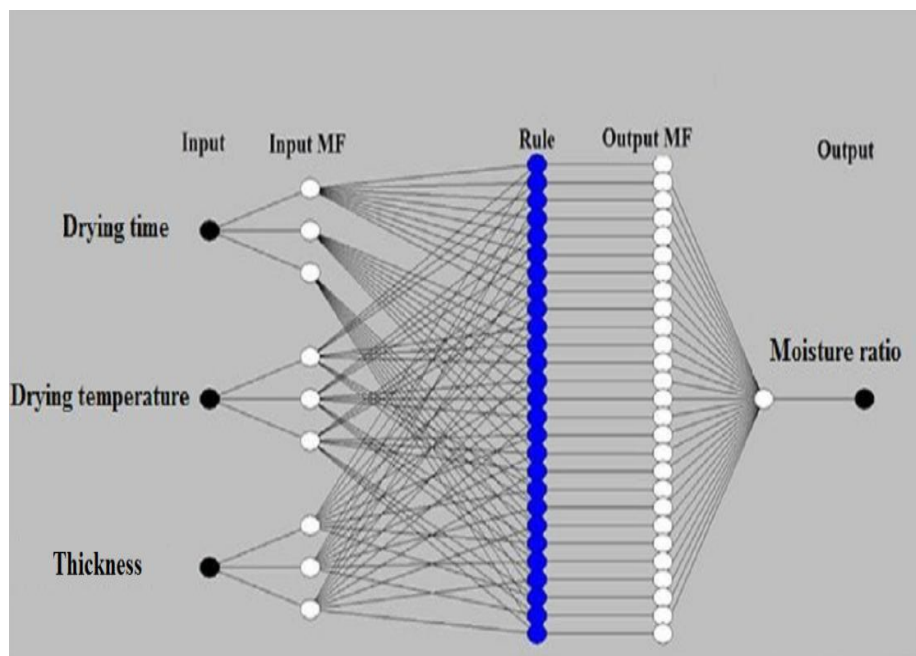 Input
Input MF
Rule
Output MF
Output
Drying time
Moisture ratio
Drying temperature
Thickness